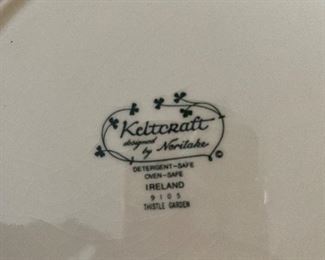 Keltcraft
designed
by Noritake
©
DETERGENT-SAFE
OVEN-SAFE
IRELAND
9105
THISTLE GARDEN